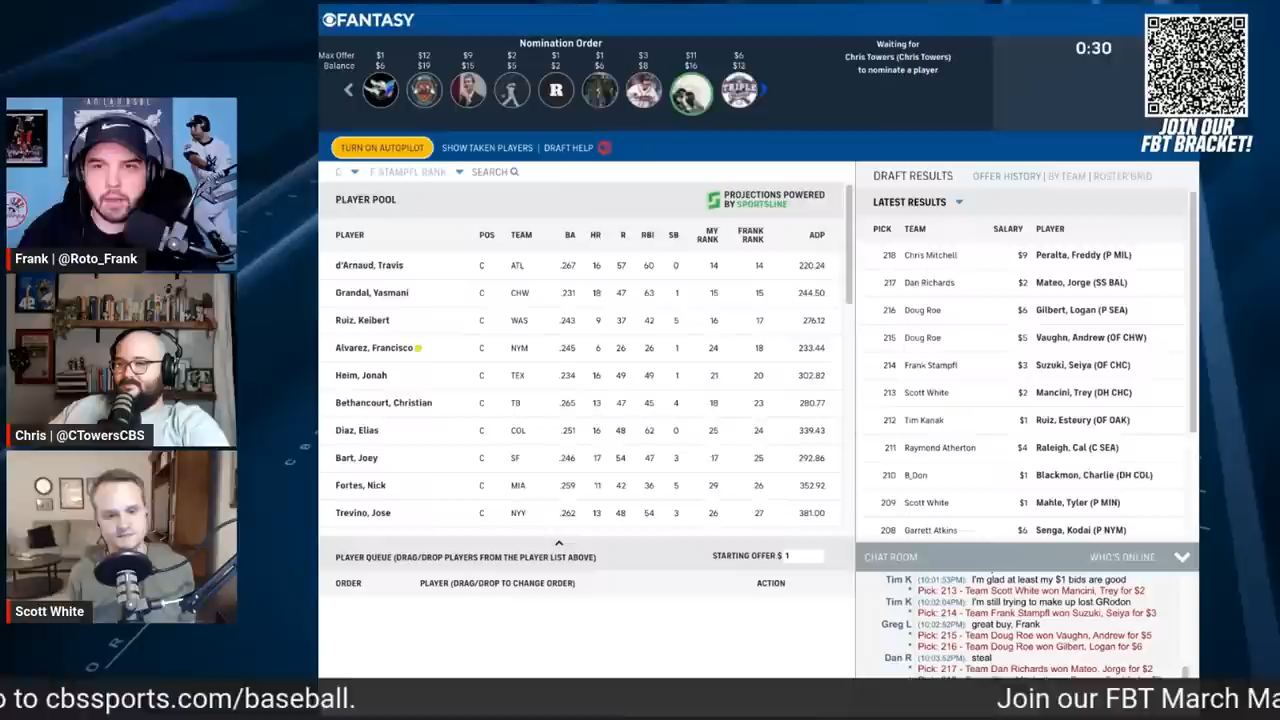 FANTASY
Nomination Order
Max Offer $1 $12 $9 $2 $1 $1 $3 $11 $6
Balance $6 $19 $15 $5 $2 $6 $8 $16 $12
R
TRIPLE
Waiting for
Chris Towers (Chris Towers)
to nominate a player
0:30
JOIN OUR
FBT BRACKET!
TURN ON AUTOPILOT SHOW TAKEN PLAYERS | DRAFT HELP
C F STAMPFL RANK SEARCH
PLAYER POOL
PROJECTIONS POWERED
BY SPORTSLINE
PLAYER POS TEAM BA HR R RBI SB MY RANK FRANK RANK ADP
d'Arnaud, Travis C ATL .267 16 57 60 0 14 14 220.24
Grandal, Yasmani C CHW .231 18 47 63 1 15 15 244.50
Ruiz, Keibert C WAS .243 9 37 42 5 16 17 276.12
Alvarez, Francisco C NYM .245 6 26 26 1 24 18 233.44
Heim, Jonah C TEX .234 16 49 49 1 21 20 302.82
Bethancourt, Christian C TB .265 13 47 45 4 18 23 280.77
Diaz, Elias C COL .251 16 48 62 0 25 24 339.43
Bart, Joey C SF .246 17 54 47 3 17 25 292.86
Fortes, Nick C MIA .259 11 42 36 5 29 26 352.92
Trevino, Jose C NYY .262 13 48 54 3 26 27 381.00
PLAYER QUEUE (DRAG/DROP PLAYERS FROM THE PLAYER LIST ABOVE) STARTING OFFER $ 1
ORDER PLAYER (DRAG/DROP TO CHANGE ORDER) ACTION
DRAFT RESULTS OFFER HISTORY | BY TEAM | ROSTER GRID
LATEST RESULTS
PICK TEAM SALARY PLAYER
218 Chris Mitchell $9 Peralta, Freddy (P MIL)
217 Dan Richards $2 Mateo, Jorge (SS BAL)
216 Doug Roe $6 Gilbert, Logan (P SEA)
215 Doug Roe $5 Vaughn, Andrew (OF CHW)
214 Frank Stampfl $3 Suzuki, Seiya (OF CHC)
213 Scott White $2 Mancini, Trey (DH CHC)
212 Tim Kanak $1 Ruiz, Esteury (OF OAK)
211 Raymond Atherton $4 Raleigh, Cal (C SEA)
210 B_Don $1 Blackmon, Charlie (DH COL)
209 Scott White $1 Mahle, Tyler (P MIN)
208 Garrett Atkins $6 Senga, Kodai (P NYM)
CHAT ROOM WHO'S ONLINE
Tim K (10:01:53PM): I'm glad at least my $1 bids are good
* Pick: 213 - Team Scott White won Mancini, Trey for $2
Tim K (10:02:04PM): I'm still trying to make up lost GRodon
* Pick: 214 - Team Frank Stampfl won Suzuki, Seiya for $3
Greg L (10:02:52PM): great buy, Frank
* Pick: 215 - Team Doug Roe won Vaughn, Andrew for $5
* Pick: 216 - Team Doug Roe won Gilbert, Logan for $6
Dan R (10:03:52PM): steal
* Pick: 217 - Team Dan Richards won Mateo, Jorge for $2
Frank | @Roto_Frank
Chris | @CTowersCBS
Scott White
o to cbssports.com/baseball. Join our FBT March Ma